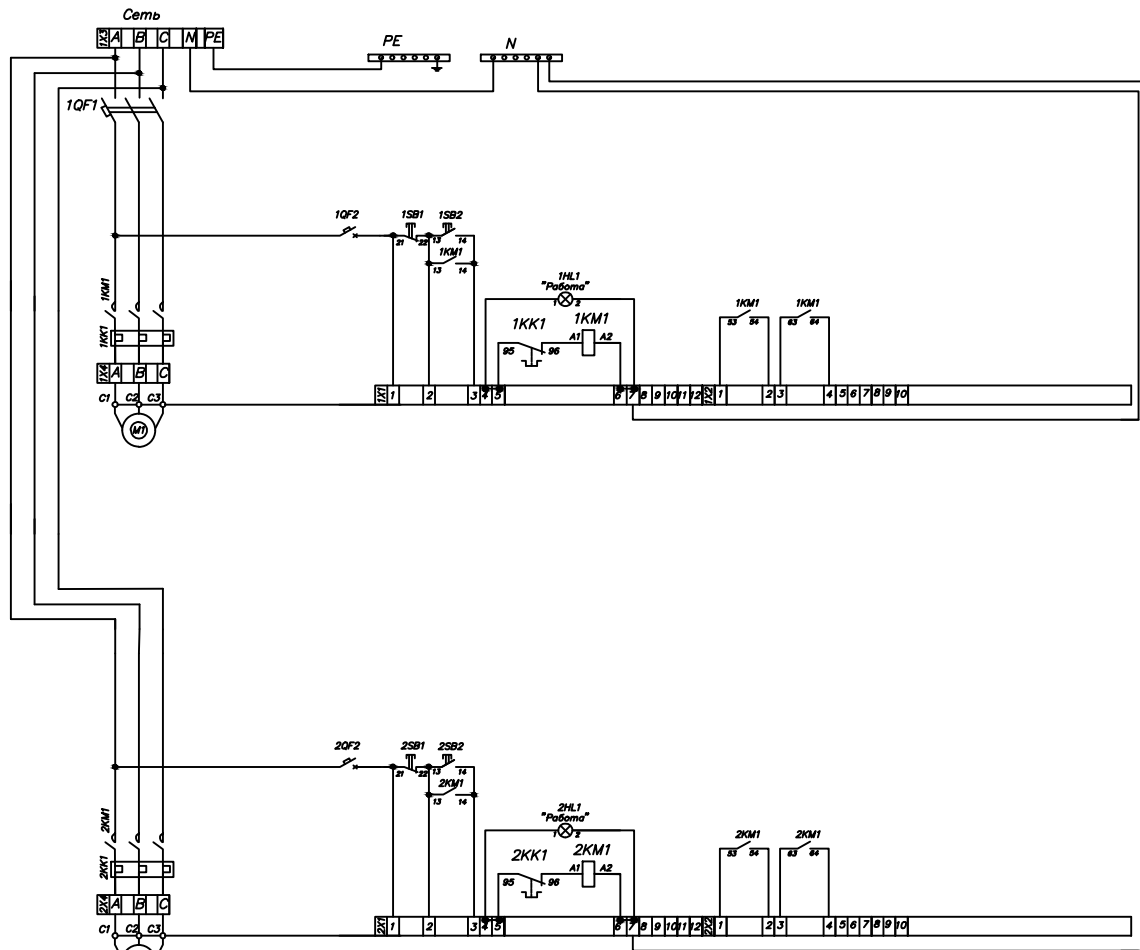 Сеть
1X3 A B C N PE
PE
N
1QF1
1QF2 1SB1 1SB2
21 22 13 14
1KM1
13 14
1KM1
1HL1
"Работа"
1 2
1KM1 1KM1
53 54 63 64
1KK1 1KM1
95 96 A1 A2
1KK1
1X4 A B C
1X1 1 2 3 4 5 6 7 8 9 10 11 12 1X2 1 2 3 4 5 6 7 8 9 10
C1 C2 C3
M1
2QF2 2SB1 2SB2
21 22 13 14
2KM1
13 14
2KM1
2HL1
"Работа"
1 2
2KM1 2KM1
53 54 63 64
2KK1 2KM1
95 96 A1 A2
2KK1
2X4 A B C
2X1 1 2 3 4 5 6 7 8 9 10 11 12 2X2 1 2 3 4 5 6 7 8 9 10
C1 C2 C3